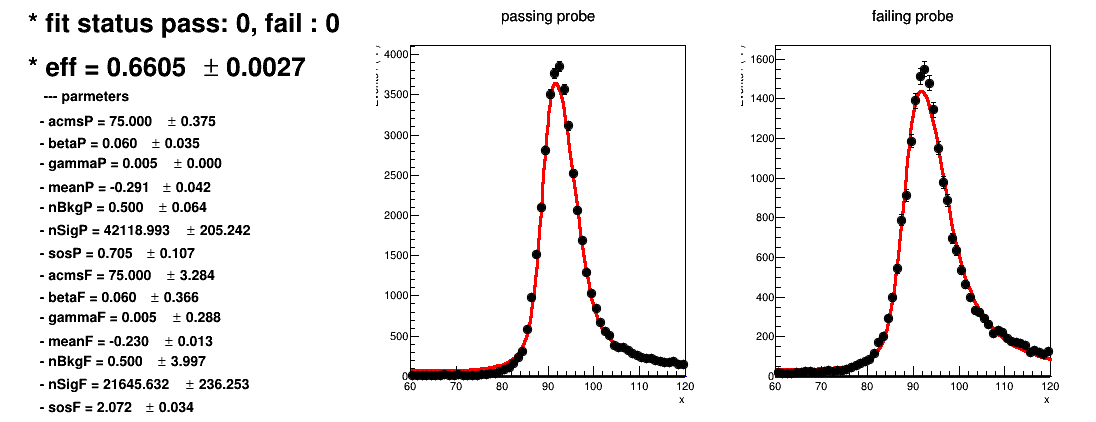 * fit status pass: 0, fail : 0
* eff = 0.6605 ± 0.0027
--- parmeters
- acmsP = 75.000 ± 0.375
- betaP = 0.060 ± 0.035
- gammaP = 0.005 ± 0.000
- meanP = -0.291 ± 0.042
- nBkgP = 0.500 ± 0.064
- nSigP = 42118.993 ± 205.242
- sosP = 0.705 ± 0.107
- acmsF = 75.000 ± 3.284
- betaF = 0.060 ± 0.366
- gammaF = 0.005 ± 0.288
- meanF = -0.230 ± 0.013
- nBkgF = 0.500 ± 3.997
- nSigF = 21645.632 ± 236.253
- sosF = 2.072 ± 0.034
passing probe
4000
3500
3000
2500
2000
1500
1000
500
0
60 70 80 90 100 110 120
x
failing probe
1600
1400
1200
1000
800
600
400
200
0
60 70 80 90 100 110 120
x